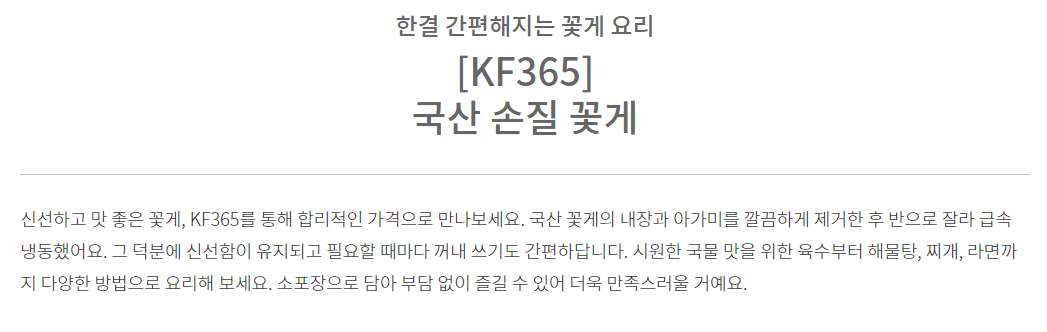 한결 간편해지는 꽃게 요리
[KF365]
국산 손질 꽃게
신선하고 맛 좋은 꽃게, KF365를 통해 합리적인 가격으로 만나보세요. 국산 꽃게의 내장과 아가미를 깔끔하게 제거한 후 반으로 잘라 급속
냉동했어요. 그 덕분에 신선함이 유지되고 필요할 때마다 꺼내 쓰기도 간편하답니다. 시원한 국물 맛을 위한 육수부터 해물탕, 찌개, 라면까
지 다양한 방법으로 요리해 보세요. 소포장으로 담아 부담 없이 즐길 수 있어 더욱 만족스러울 거예요.